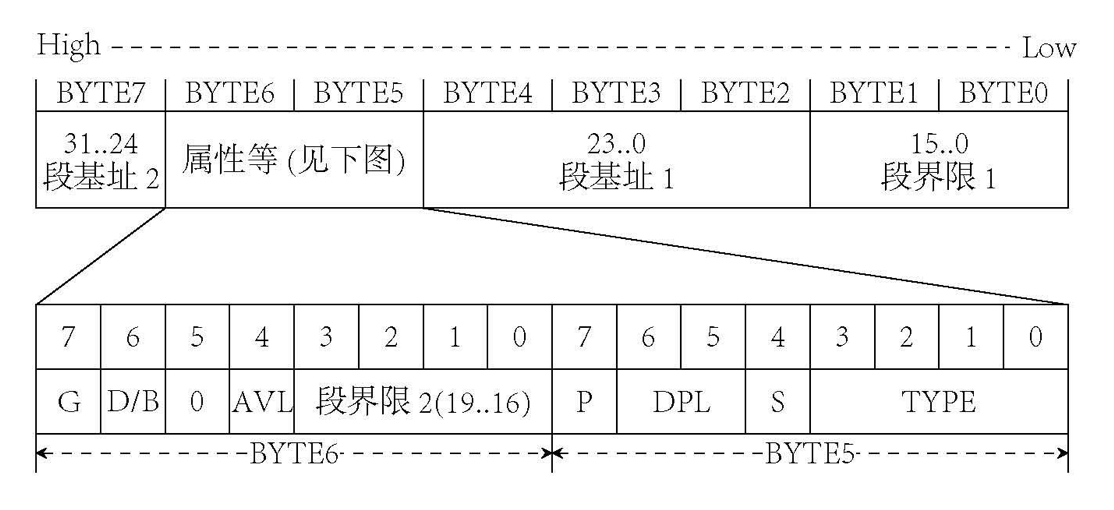 High Low
BYTE7 BYTE6 BYTE5 BYTE4 BYTE3 BYTE2 BYTE1 BYTE0
31..24 属性等 (见下图) 23..0 15..0
段基址 2 段基址 1 段界限 1
7 6 5 4 3 2 1 0 7 6 5 4 3 2 1 0
G D/B 0 AVL 段界限 2(19..16) P DPL S TYPE
BYTE6 BYTE5